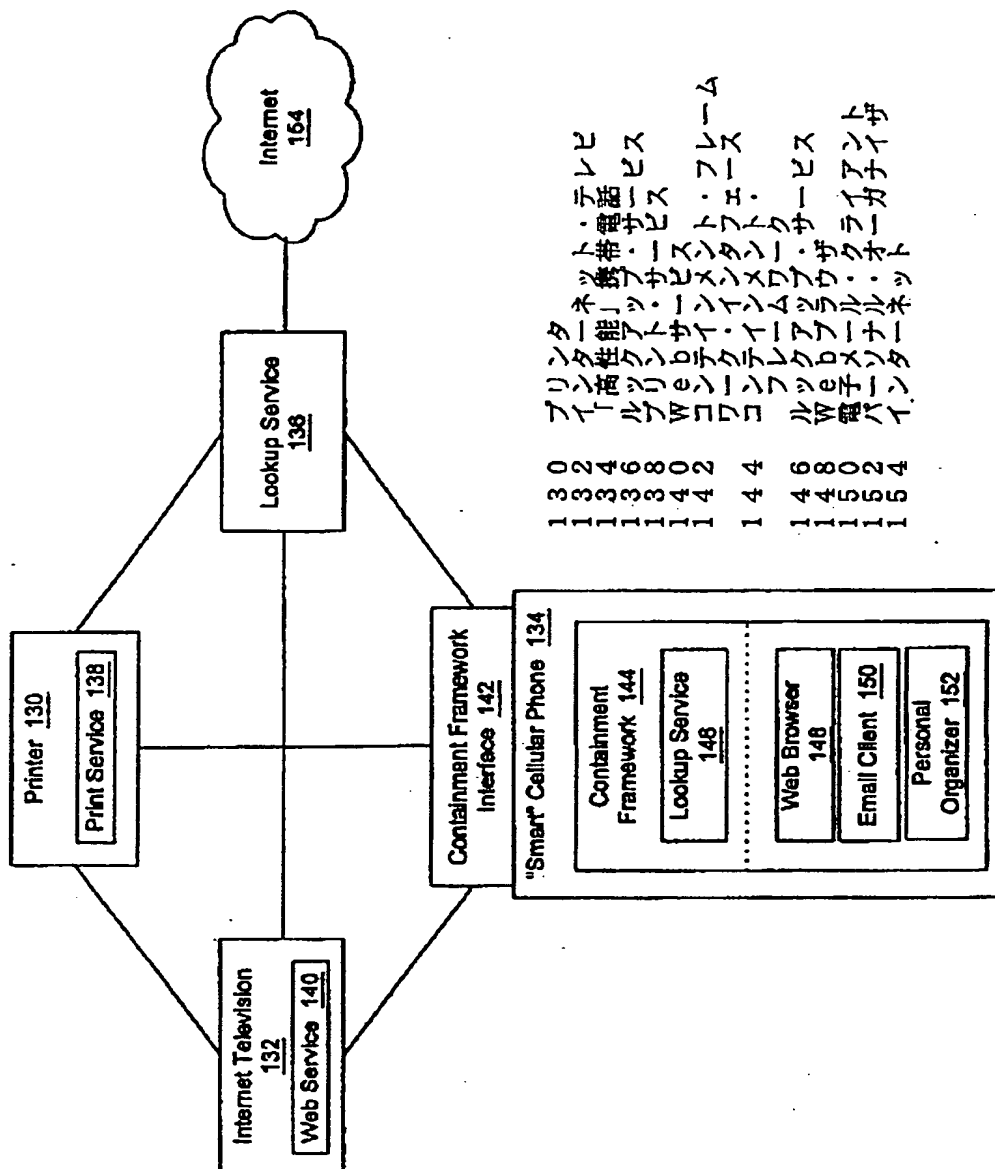 Printer 130
Print Service 138
Internet Television
132
Web Service 140
Lookup Service
136
Internet
154
Containment Framework
Interface 142
"Smart" Cellular Phone 134
Containment
Framework 144
Lookup Service
146
Web Browser
148
Email Client 150
Personal
Organizer 152
130 プリンタ
132 インターネット・テレビ
134 「高性能」携帯電話
136 ルックアップ・サービス
138 プリント・サービス
140 Webサービス
142 コンテインメント・フレーム
ワーク・インタフェース
144 コンテインメント・
フレームワーク
146 ルックアップ・サービス
148 Webブラウザ
150 電子メール・クライアント
152 パーソナル・オーガナイザ
154 インターネット